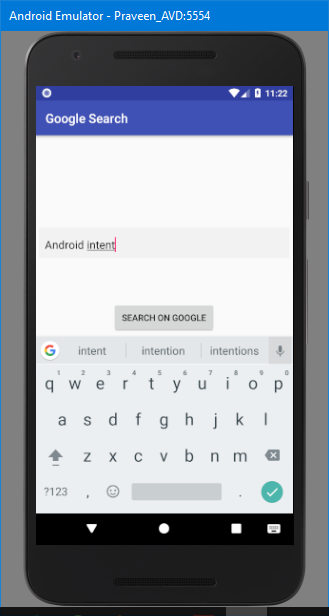 Android Emulator - Praveen_AVD:5554
11:22
Google Search
Android intent
SEARCH ON GOOGLE
G intent intention intentions
1 2 3 4 5 6 7 8 9 0
q w e r t y u i o p
a s d f g h j k l
z x c v b n m
?123 , .